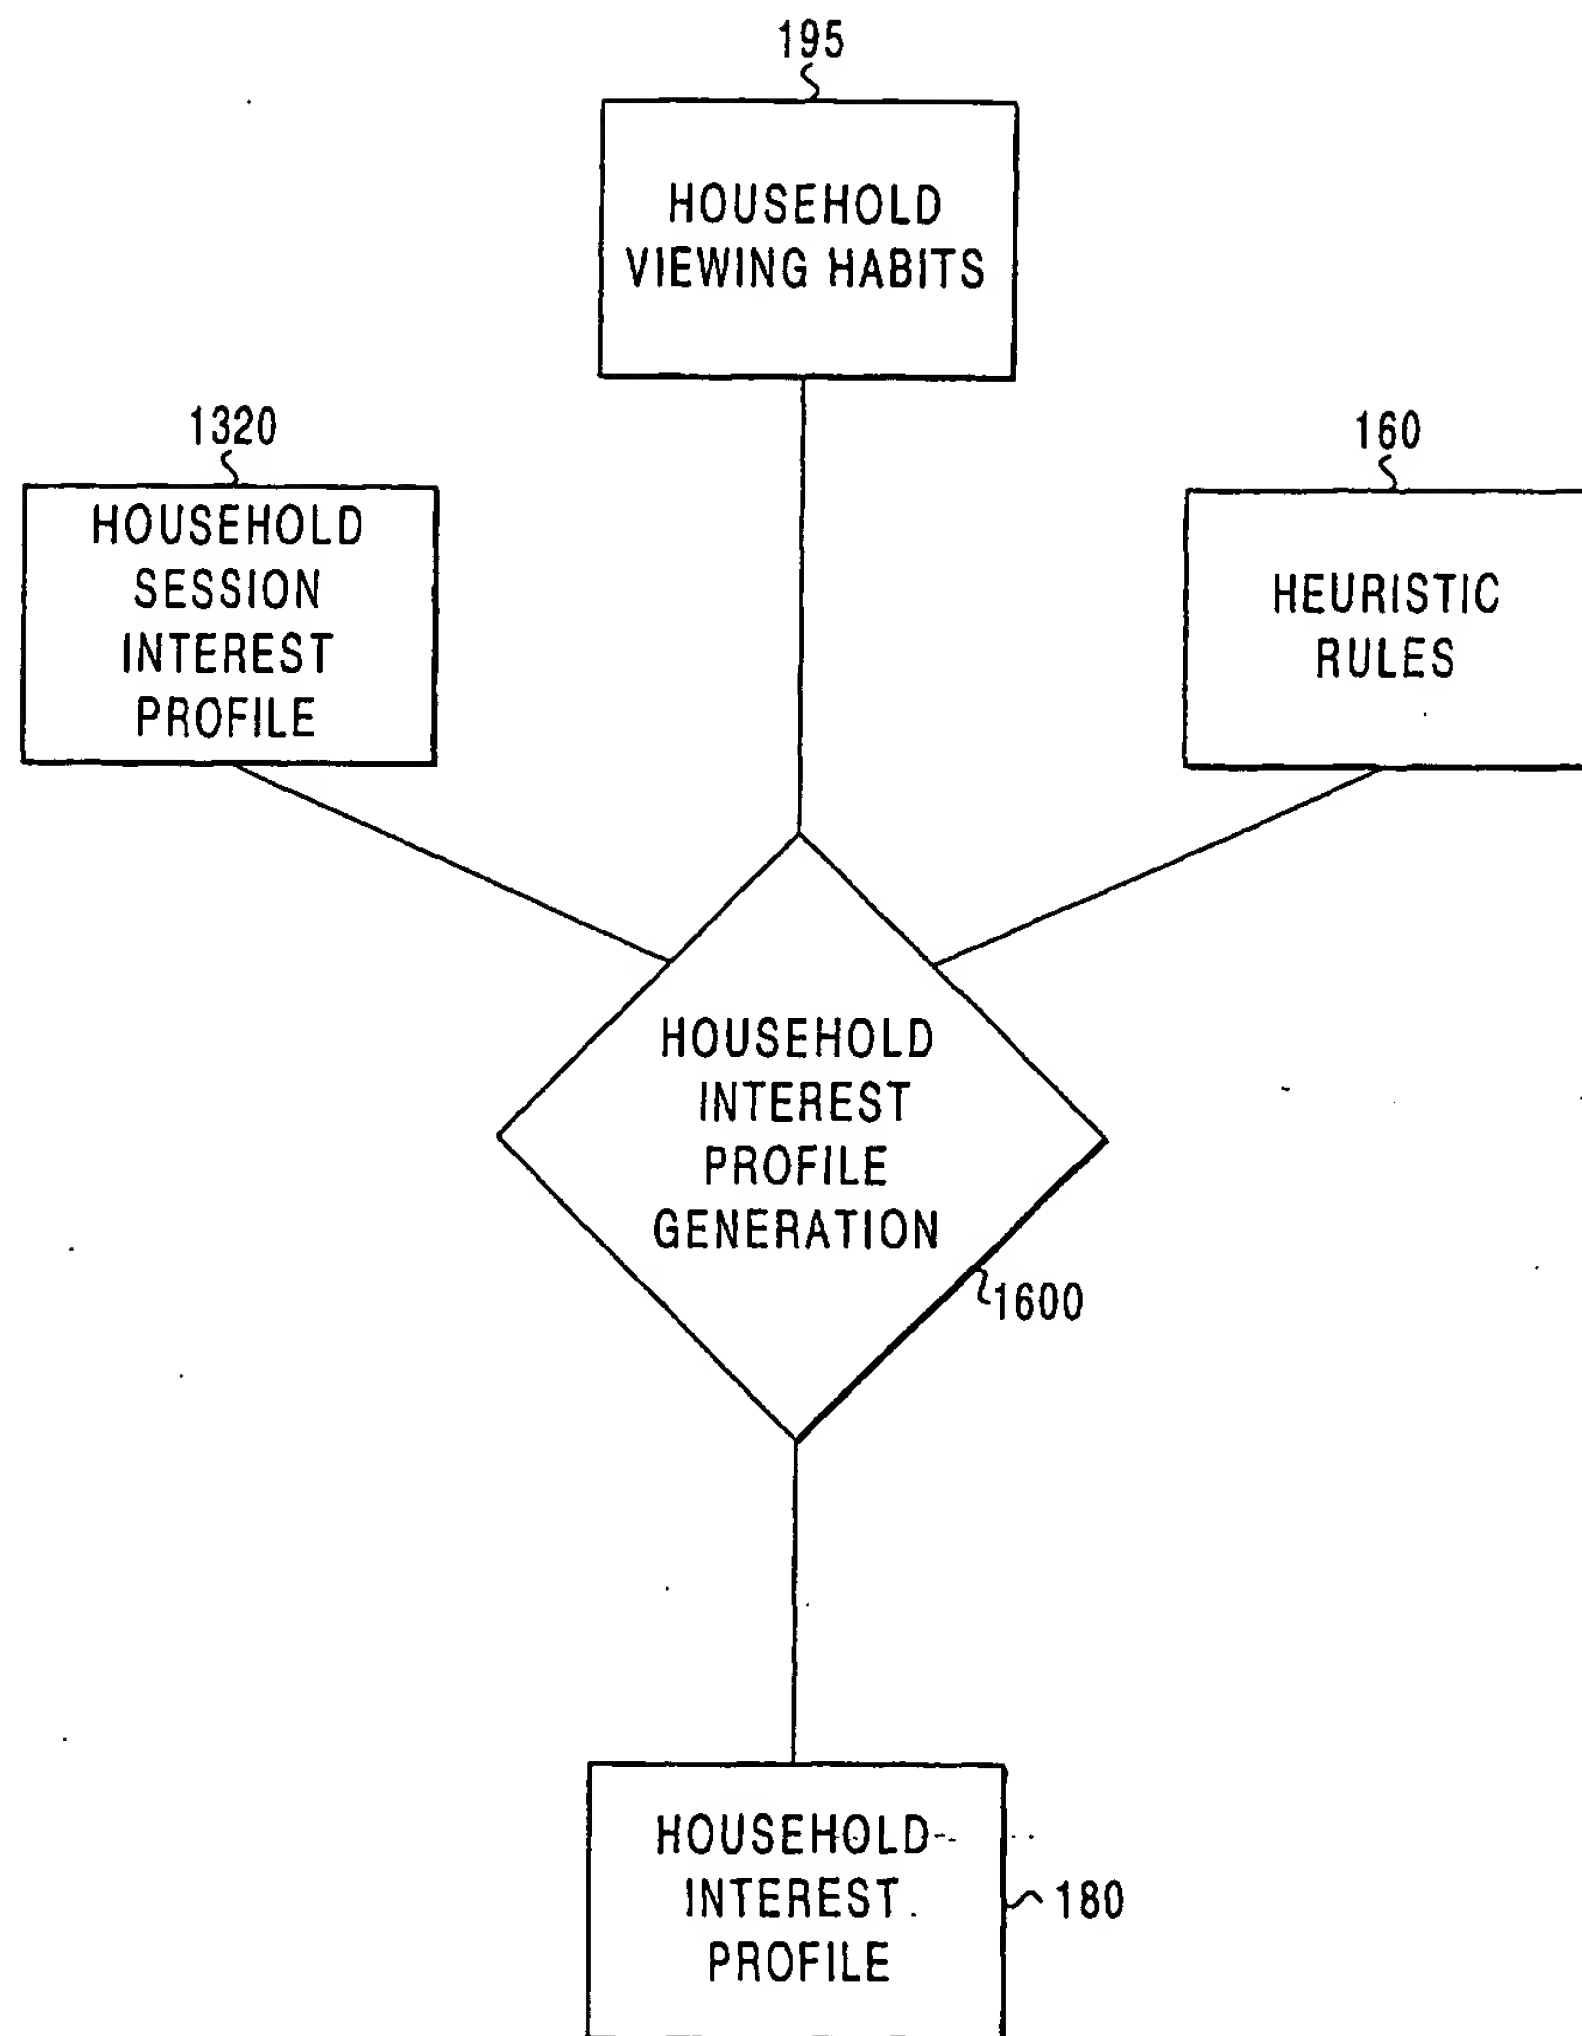 195
HOUSEHOLD
VIEWING HABITS
1320
HOUSEHOLD
SESSION
INTEREST
PROFILE
160
HEURISTIC
RULES
HOUSEHOLD
INTEREST
PROFILE
GENERATION
1600
HOUSEHOLD
INTEREST
PROFILE
180